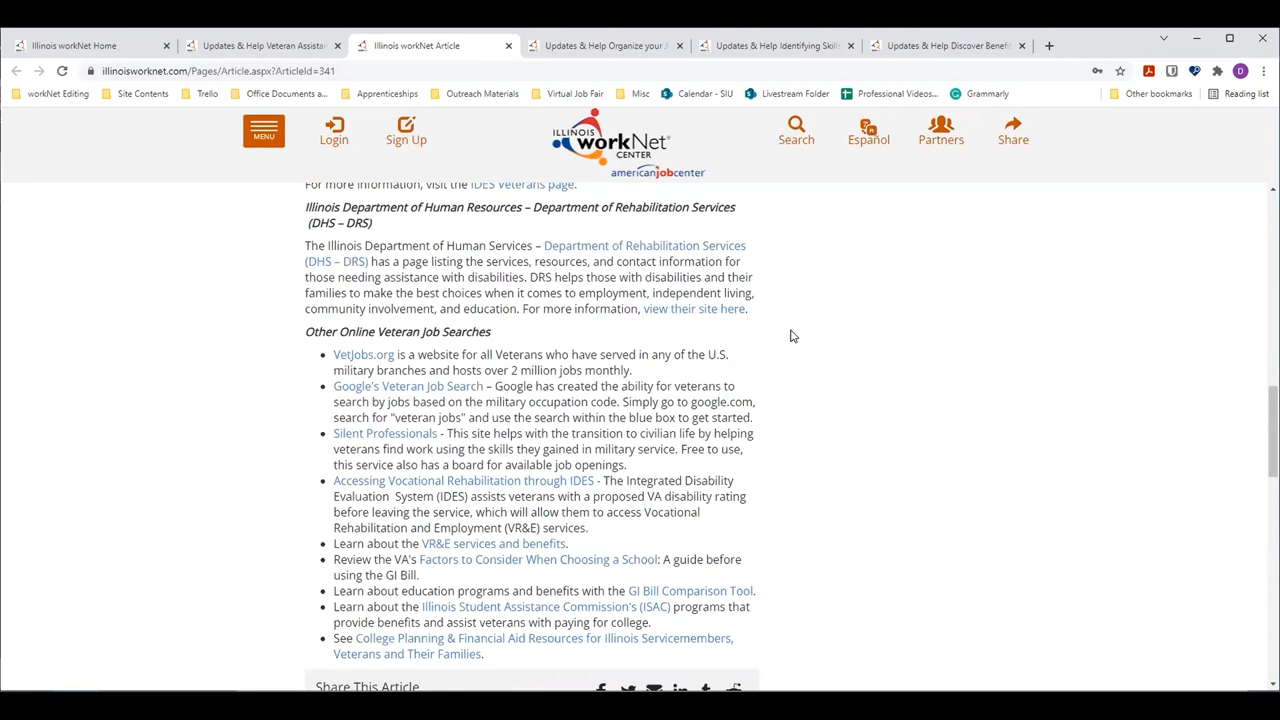 Illinois workNet Home
Updates & Help Veteran Assistan
Illinois workNet Article
Updates & Help Organize your J
Updates & Help Identifying Skills
Updates & Help Discover Benefi
illinoisworknet.com/Pages/Article.aspx?ArticleId=341
D
workNet Editing
Site Contents
Trello
Office Documents a...
Apprenticeships
Outreach Materials
Virtual Job Fair
Misc
Calendar - SIU
Livestream Folder
Professional Videos...
Grammarly
Other bookmarks
Reading list
MENU
Login
Sign Up
ILLINOIS
workNet®
CENTER
americanjobcenter
Search
Español
Partners
Share
For more information, visit the IDES Veterans page.
Illinois Department of Human Resources – Department of Rehabilitation Services
(DHS – DRS)
The Illinois Department of Human Services – Department of Rehabilitation Services
(DHS – DRS) has a page listing the services, resources, and contact information for
those needing assistance with disabilities. DRS helps those with disabilities and their
families to make the best choices when it comes to employment, independent living,
community involvement, and education. For more information, view their site here.
Other Online Veteran Job Searches
• VetJobs.org is a website for all Veterans who have served in any of the U.S.
military branches and hosts over 2 million jobs monthly.
• Google's Veteran Job Search – Google has created the ability for veterans to
search by jobs based on the military occupation code. Simply go to google.com,
search for "veteran jobs" and use the search within the blue box to get started.
• Silent Professionals - This site helps with the transition to civilian life by helping
veterans find work using the skills they gained in military service. Free to use,
this service also has a board for available job openings.
• Accessing Vocational Rehabilitation through IDES - The Integrated Disability
Evaluation System (IDES) assists veterans with a proposed VA disability rating
before leaving the service, which will allow them to access Vocational
Rehabilitation and Employment (VR&E) services.
• Learn about the VR&E services and benefits.
• Review the VA's Factors to Consider When Choosing a School: A guide before
using the GI Bill.
• Learn about education programs and benefits with the GI Bill Comparison Tool.
• Learn about the Illinois Student Assistance Commission's (ISAC) programs that
provide benefits and assist veterans with paying for college.
• See College Planning & Financial Aid Resources for Illinois Servicemembers,
Veterans and Their Families.
Share This Article